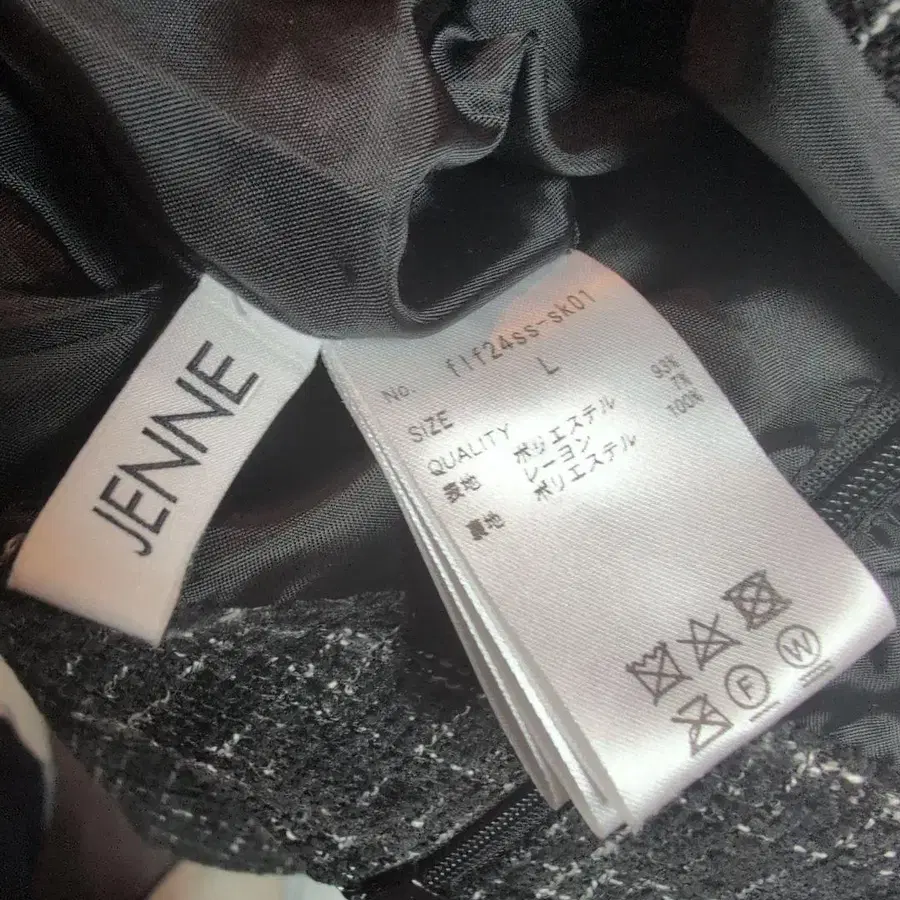 JENNE
No. flf24ss-sk01
SIZE L
QUALITY
表地 ポリエステル 93%
レーヨン 7%
裏地 ポリエステル 100%
F W